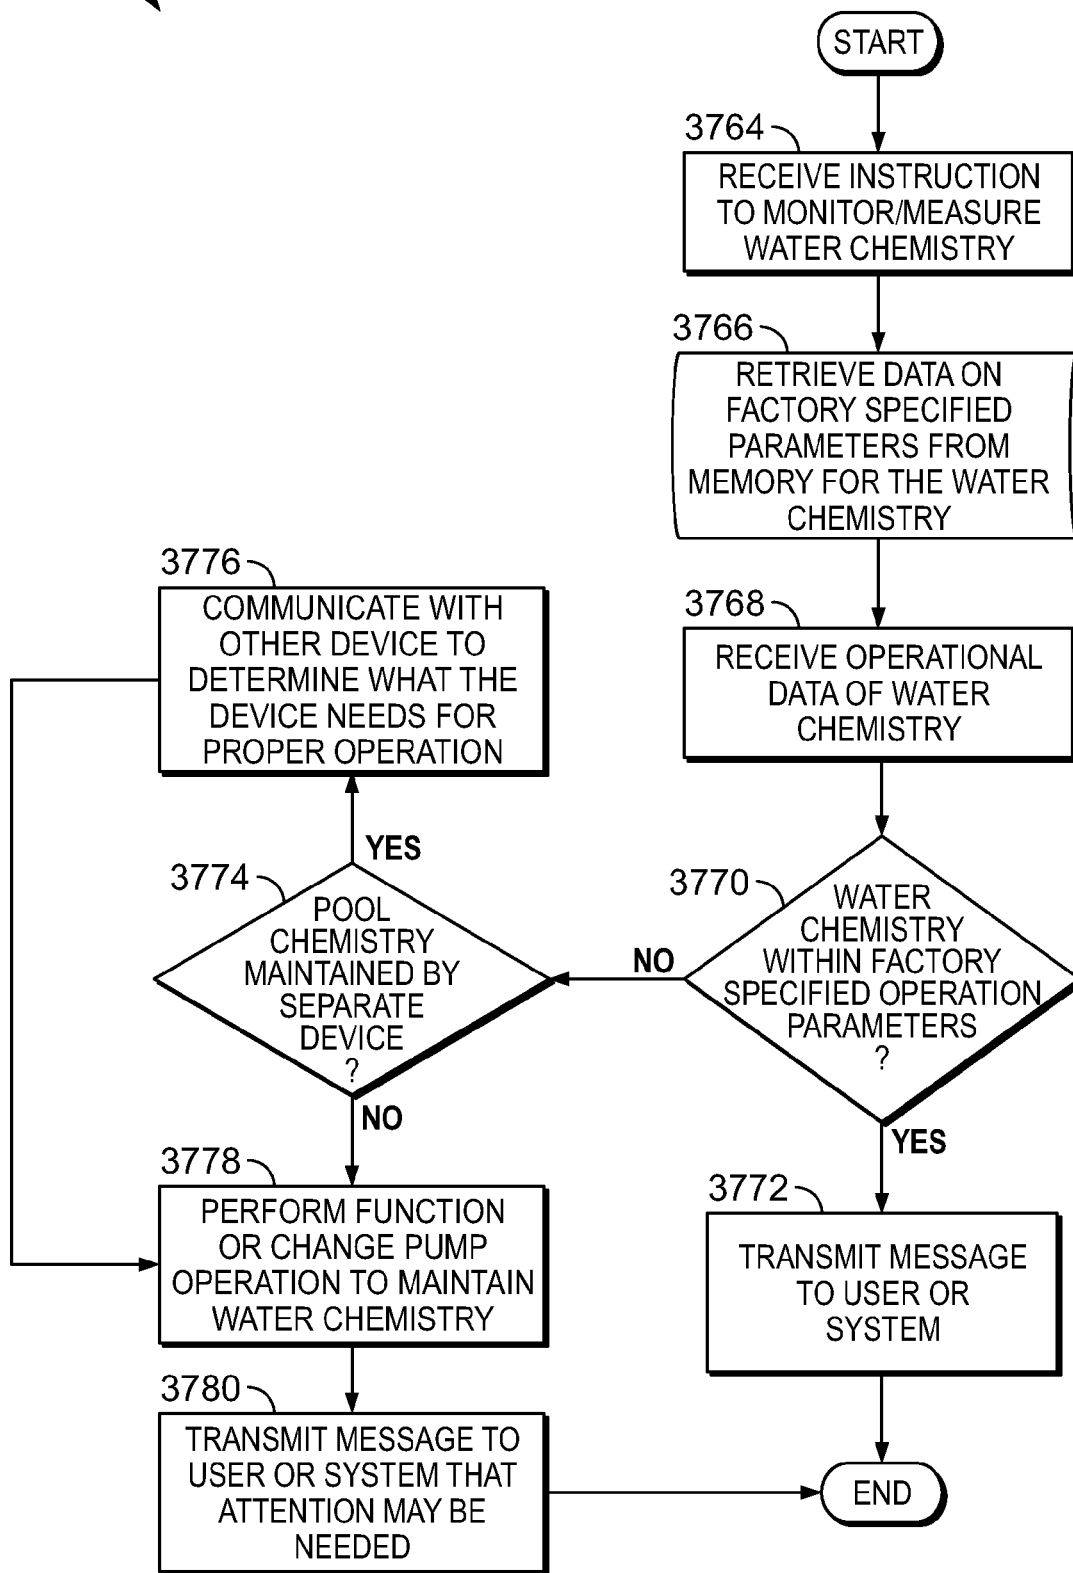 START
3764
RECEIVE INSTRUCTION
TO MONITOR/MEASURE
WATER CHEMISTRY
3766
RETRIEVE DATA ON
FACTORY SPECIFIED
PARAMETERS FROM
MEMORY FOR THE WATER
CHEMISTRY
3768
RECEIVE OPERATIONAL
DATA OF WATER
CHEMISTRY
3770
WATER
CHEMISTRY
WITHIN FACTORY
SPECIFIED OPERATION
PARAMETERS
?
YES
3772
TRANSMIT MESSAGE
TO USER OR
SYSTEM
NO
3774
POOL
CHEMISTRY
MAINTAINED BY
SEPARATE
DEVICE
?
YES
3776
COMMUNICATE WITH
OTHER DEVICE TO
DETERMINE WHAT THE
DEVICE NEEDS FOR
PROPER OPERATION
NO
3778
PERFORM FUNCTION
OR CHANGE PUMP
OPERATION TO MAINTAIN
WATER CHEMISTRY
3780
TRANSMIT MESSAGE TO
USER OR SYSTEM THAT
ATTENTION MAY BE
NEEDED
END